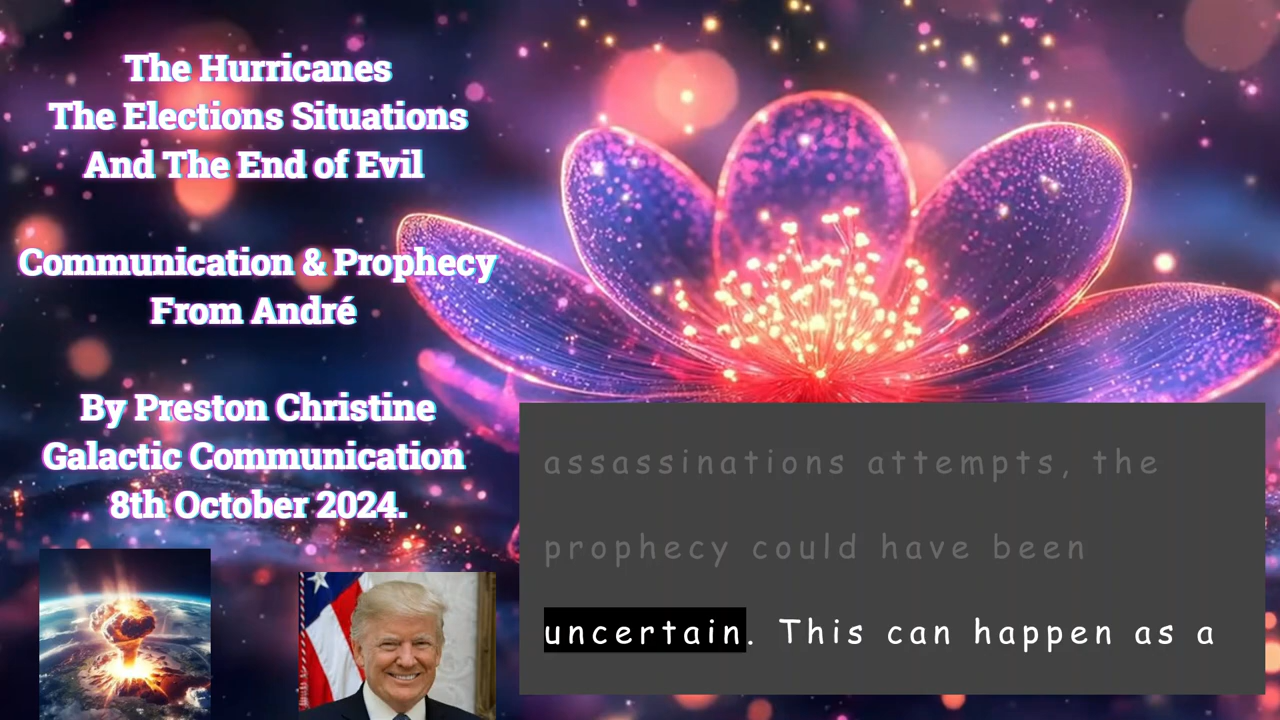 The Hurricanes
The Elections Situations
And The End of Evil
Communication & Prophecy
From André
By Preston Christine
Galactic Communication
8th October 2024.
assassinations attempts, the
prophecy could have been
uncertain. This can happen as a